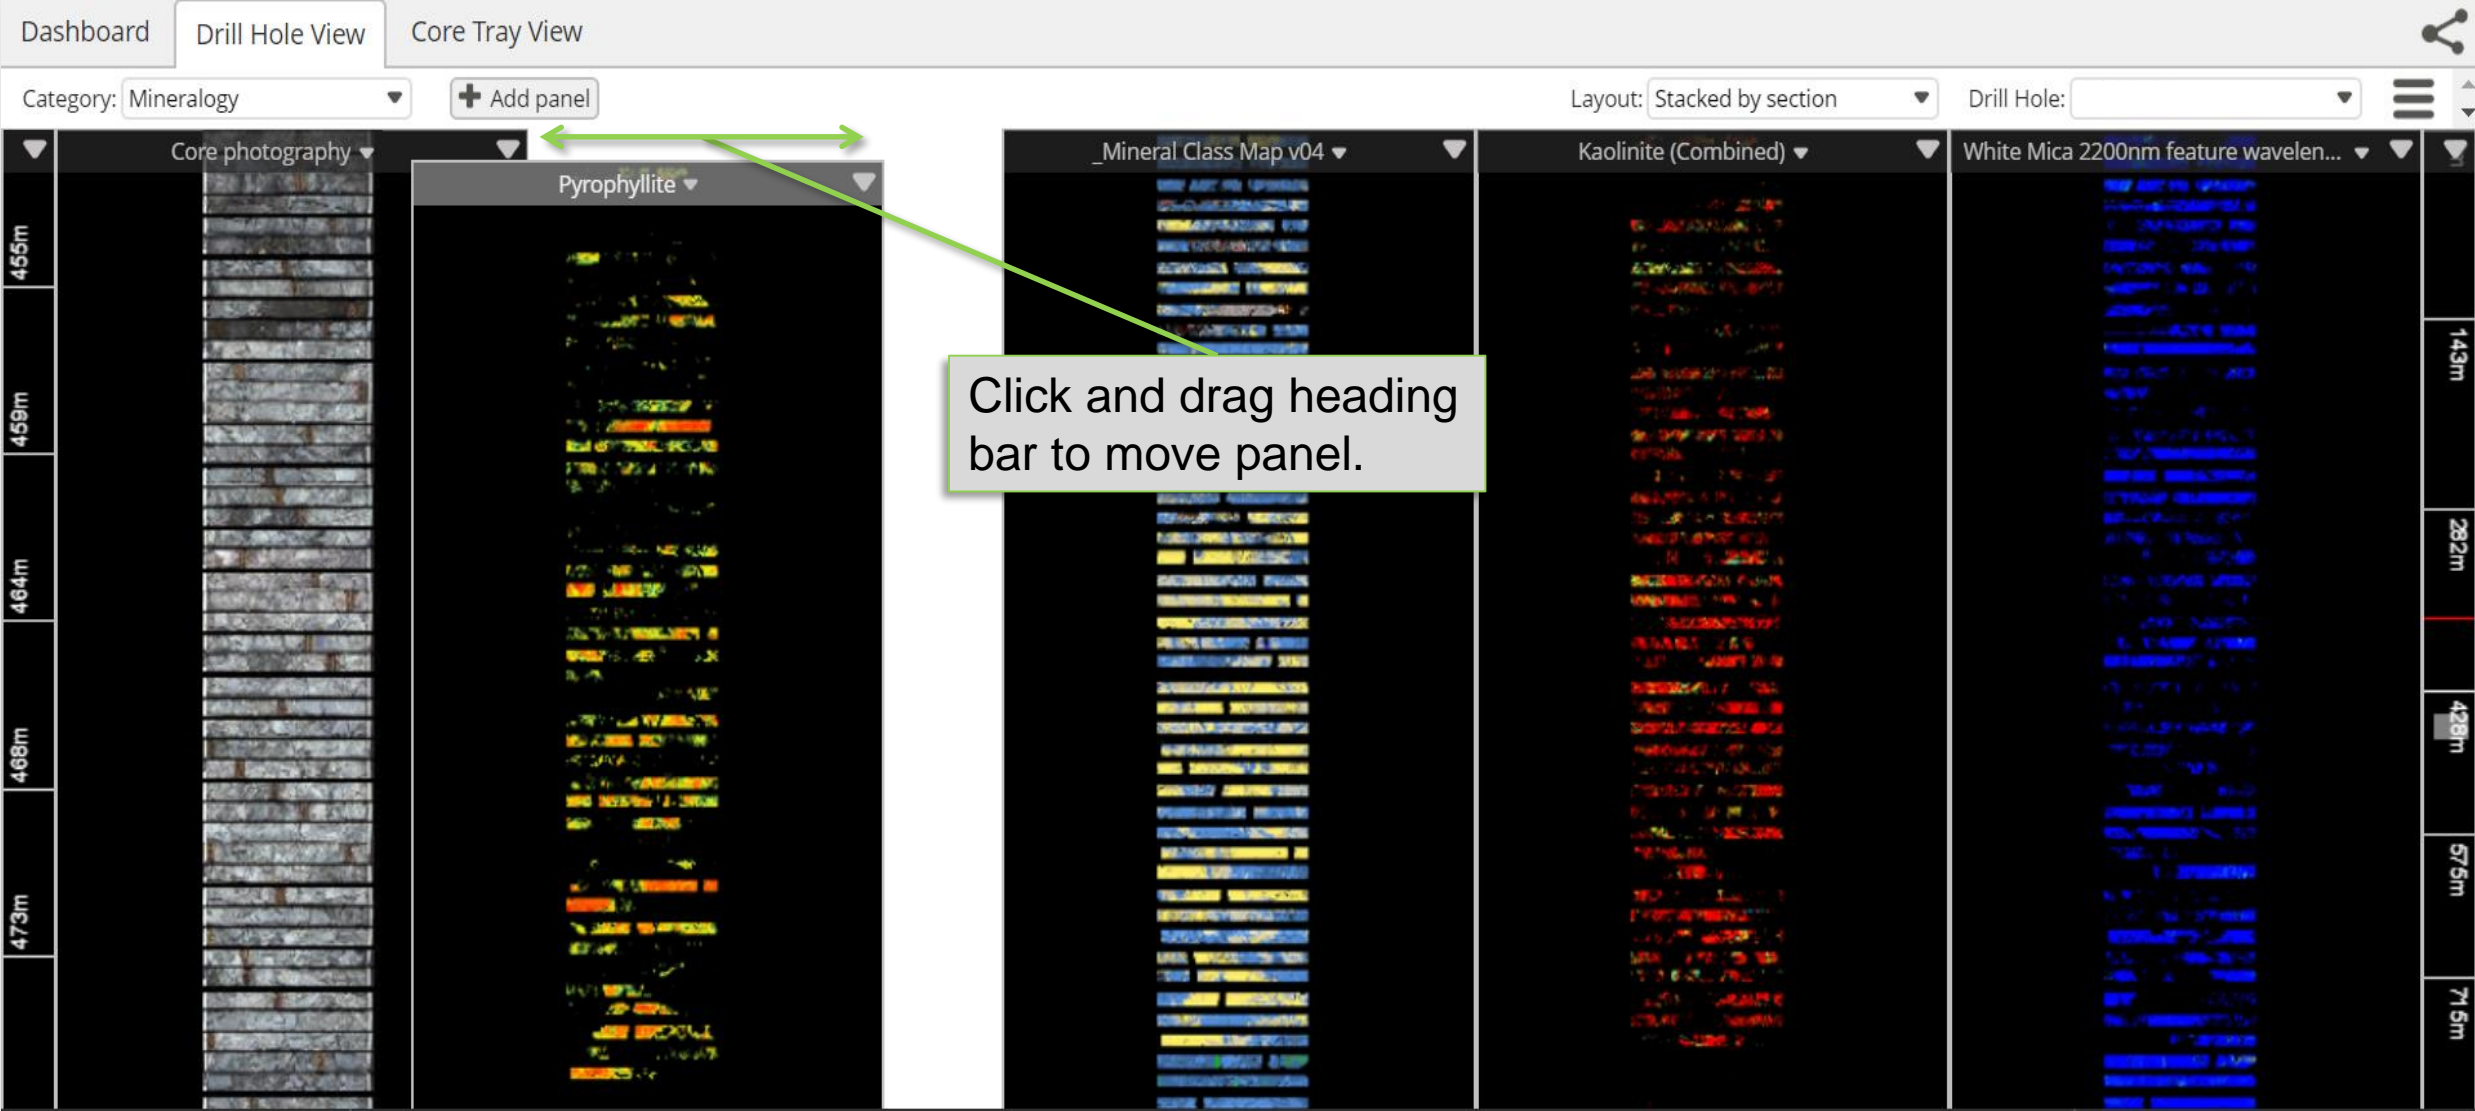 Dashboard
Drill Hole View
Core Tray View
Category: Mineralogy
Add panel
Layout: Stacked by section
Drill Hole:
Core photography
Pyrophyllite
_Mineral Class Map v04
Kaolinite (Combined)
White Mica 2200nm feature wavelen...
Click and drag heading
bar to move panel.
455m
459m
464m
468m
473m
143m
282m
428m
575m
715m